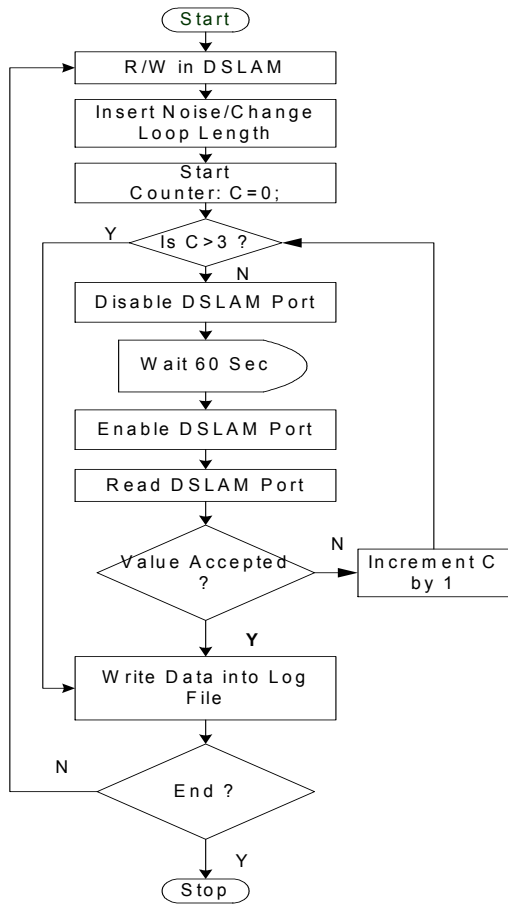 Start
R/W in DSLAM
Insert Noise/Change
Loop Length
Start
Counter: C=0;
Y
Is C>3 ?
N
Disable DSLAM Port
Wait 60 Sec
Enable DSLAM Port
Read DSLAM Port
Value Accepted
?
N
Increment C
by 1
Y
Write Data into Log
File
N
End ?
Y
Stop